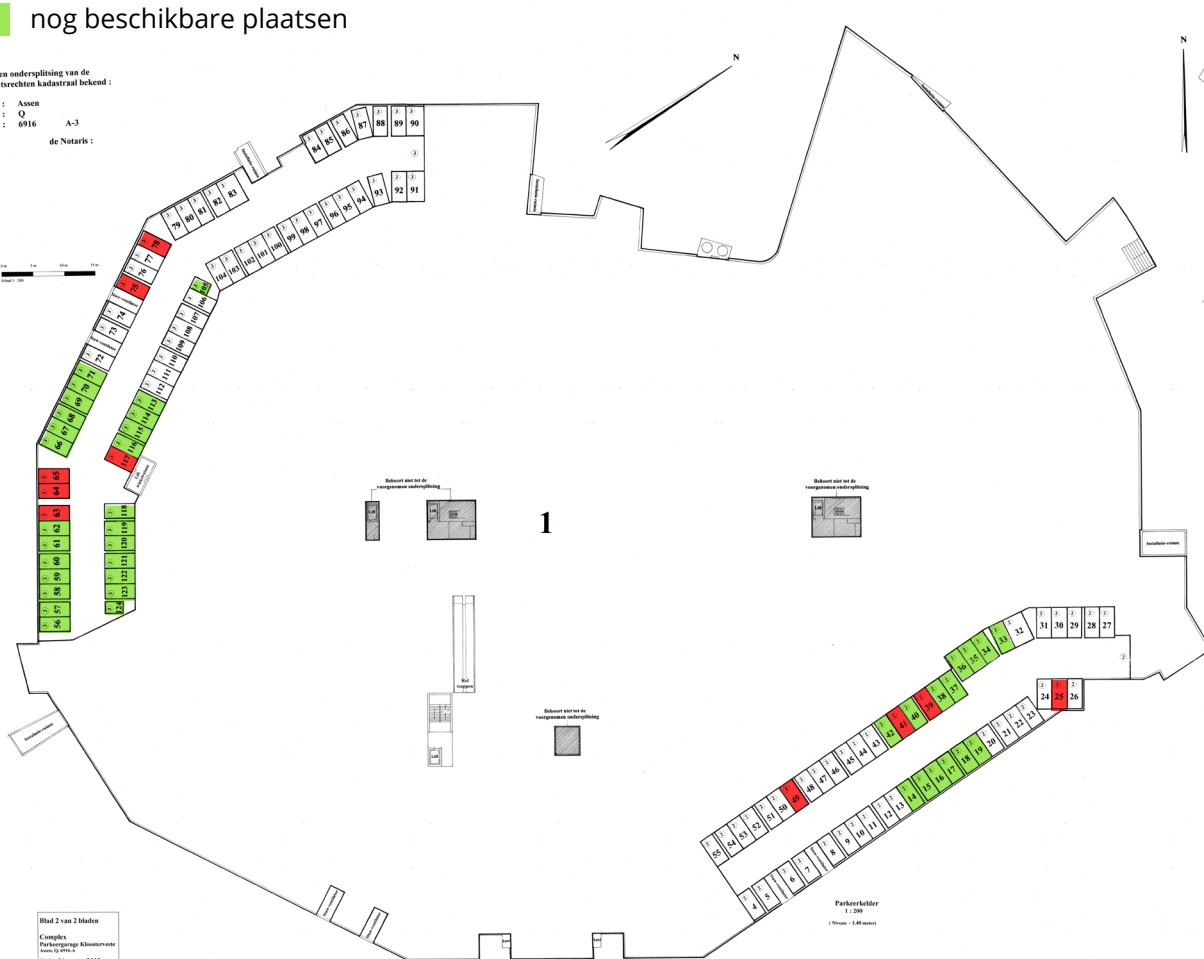 nog beschikbare plaatsen
en ondersplitsing van de
tsrechten kadastraal bekend :
: Assen
: Q
: 6916 A-3
de Notaris :
N
N
84 85 86 87 88 89 90
79 80 81 82 83
91 92 93 94 95 96 97 98 99 100 101 102 103 104
78 77 76 75 74 73 72 71 70 69 68 67 66
105 106 107 108 109 110 111 112 113 114 115 116 117
65 64 63 62 61 60 59 58 57 56
118 119 120 121 122 123 124
Behoort niet tot de
voorgenomen ondersplitsing
Lift
Lift
1
Behoort niet tot de
voorgenomen ondersplitsing
Lift
Installatie-ruimte
Rol
trappen
Lift
Behoort niet tot de
voorgenomen ondersplitsing
Installatie-ruimte
36 35 34 33 32 31 30 29 28 27
24 25 26
55 54 53 52 51 50 49 48 47 46 45 44 43 42 41 40 39 38 37
4 5 6 7 8 9 10 11 12 13 14 15 16 17 18 19 20 21 22 23
Parkeerkelder
1 : 200
( Niveau - 1.40 meter)
Blad 2 van 2 bladen
Complex
Parkeergarage Kloosterveste
Assen, Q, 6916-A